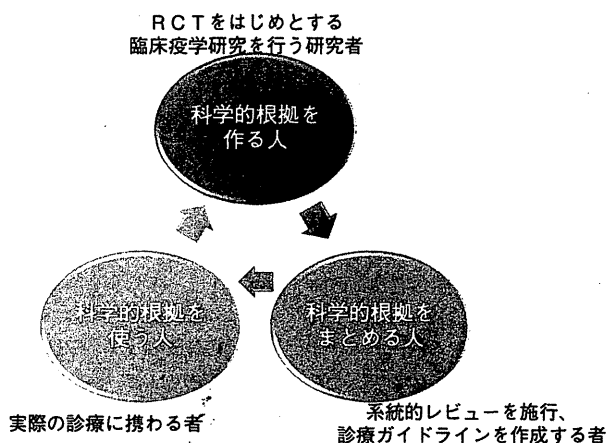 RCTをはじめとする
臨床疫学研究を行う研究者
科学的根拠を
作る人
科学的根拠を
使う人
科学的根拠を
まとめる人
実際の診療に携わる者
系統的レビューを施行、
診療ガイドラインを作成する者